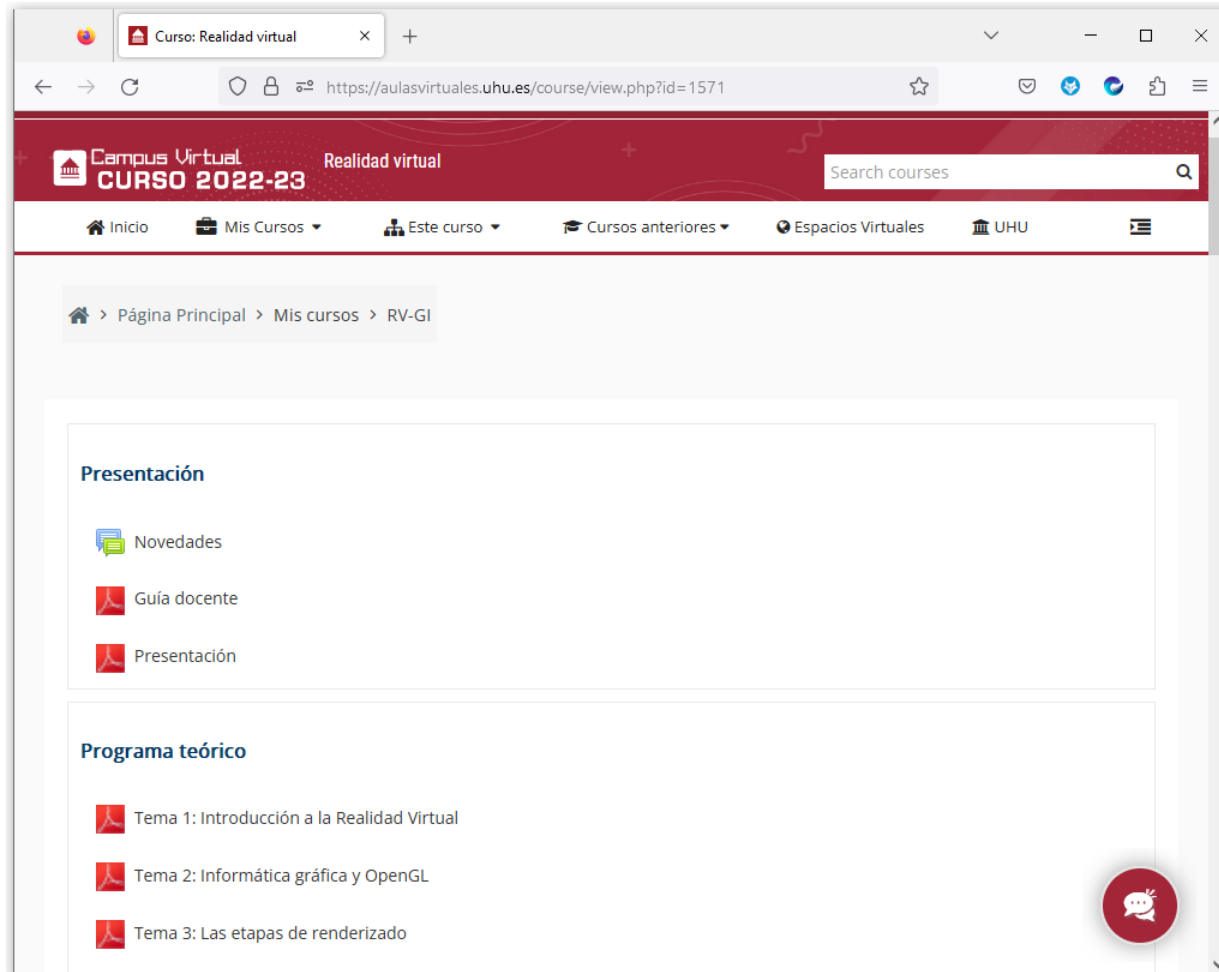 Curso: Realidad virtual
https://aulasvirtuales.uhu.es/course/view.php?id=1571
Campus Virtual
CURSO 2022-23
Realidad virtual
Search courses
Inicio Mis Cursos Este curso Cursos anteriores Espacios Virtuales UHU
Página Principal > Mis cursos > RV-GI
Presentación
Novedades
Guía docente
Presentación
Programa teórico
Tema 1: Introducción a la Realidad Virtual
Tema 2: Informática gráfica y OpenGL
Tema 3: Las etapas de renderizado